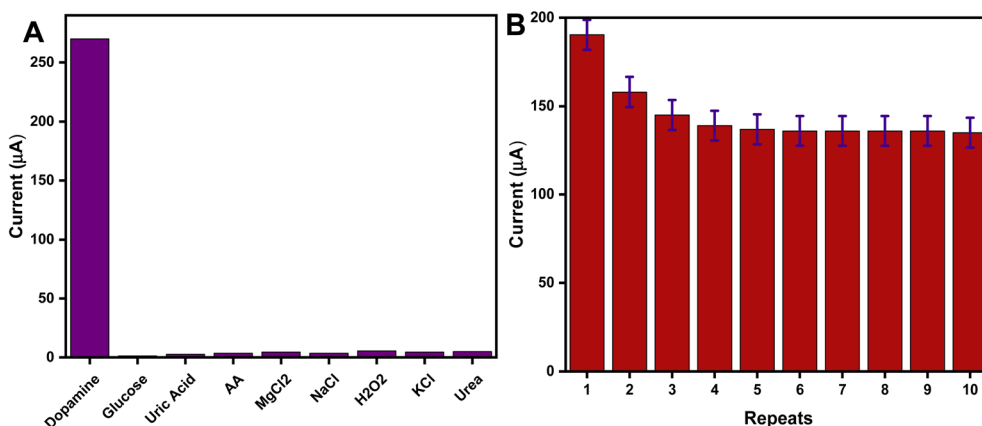 A
Current (µA)
250
200
150
100
50
0
Dopamine
Glucose
Uric Acid
AA
MgCl2
NaCl
H2O2
KCl
Urea
B
Current (µA)
200
150
100
50
0
1 2 3 4 5 6 7 8 9 10
Repeats